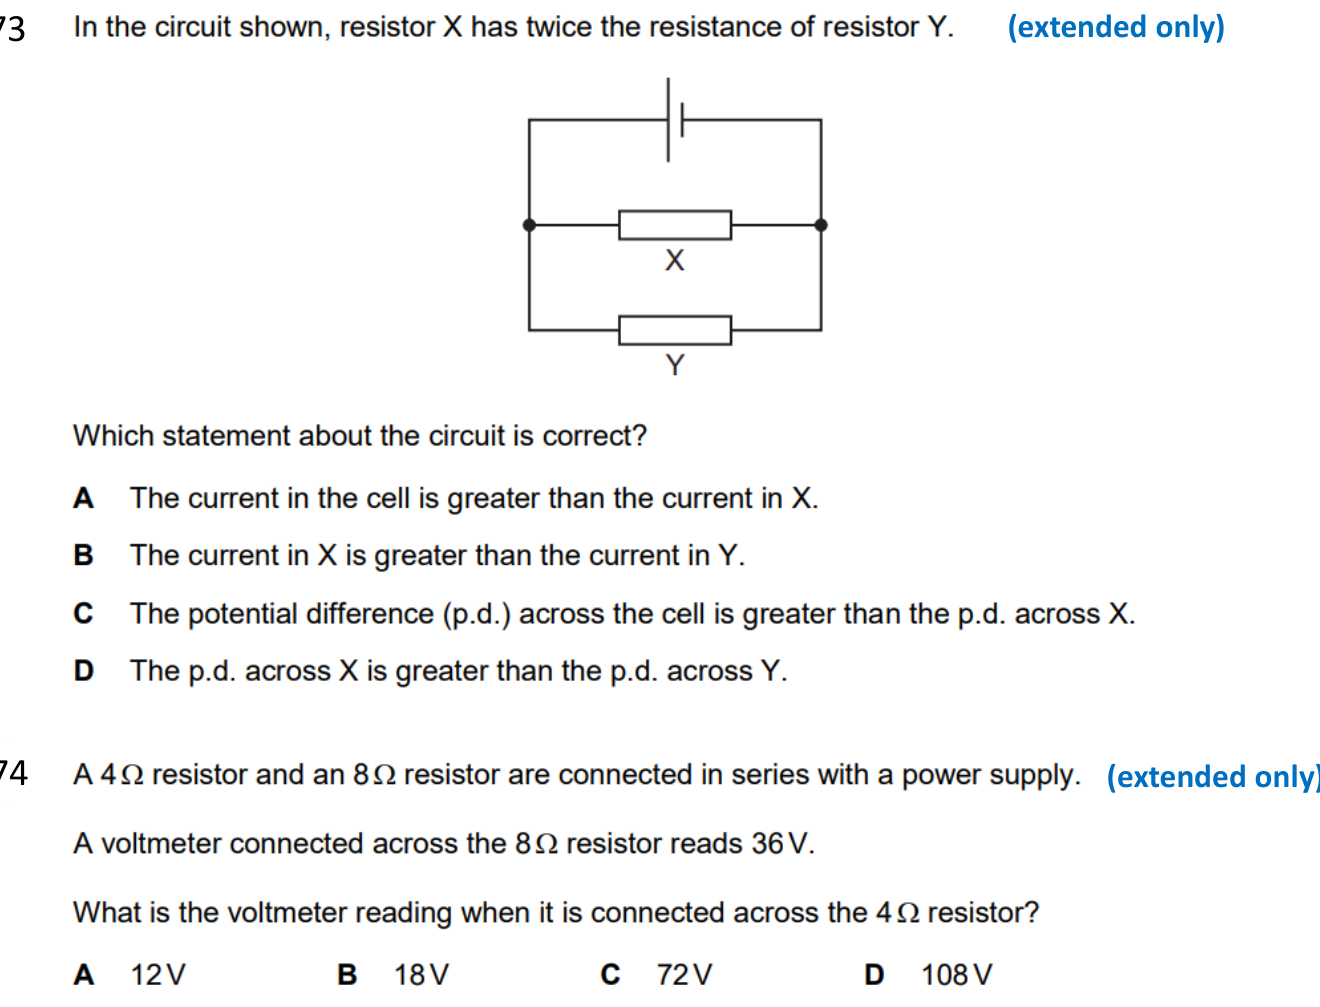 73 In the circuit shown, resistor X has twice the resistance of resistor Y. (extended only)
X
Y
Which statement about the circuit is correct?
A The current in the cell is greater than the current in X.
B The current in X is greater than the current in Y.
C The potential difference (p.d.) across the cell is greater than the p.d. across X.
D The p.d. across X is greater than the p.d. across Y.
74 A 4Ω resistor and an 8Ω resistor are connected in series with a power supply. (extended only)
A voltmeter connected across the 8Ω resistor reads 36V.
What is the voltmeter reading when it is connected across the 4Ω resistor?
A 12V B 18V C 72V D 108V